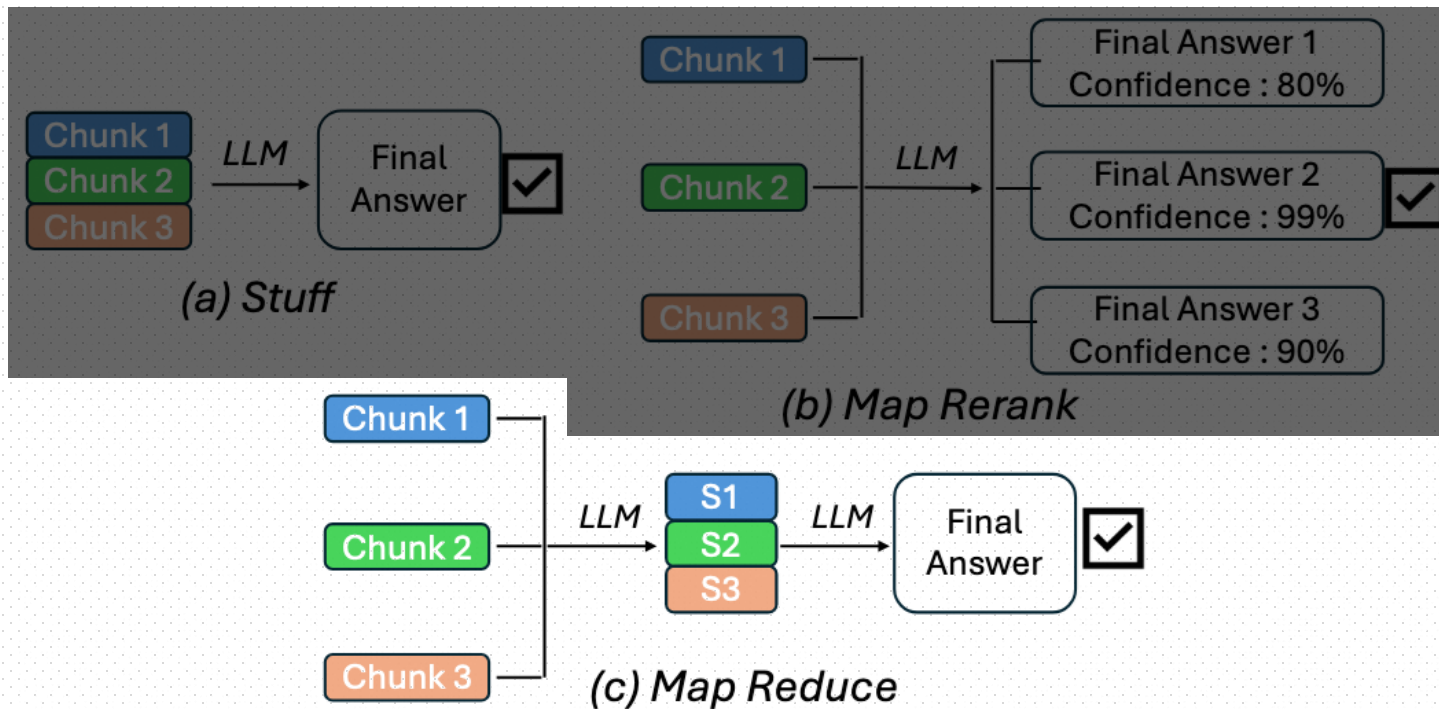 Chunk 1
Chunk 2
Chunk 3
LLM
Final
Answer
(a) Stuff
Chunk 1
Chunk 2
Chunk 3
LLM
Final Answer 1
Confidence : 80%
Final Answer 2
Confidence : 99%
Final Answer 3
Confidence : 90%
(b) Map Rerank
Chunk 1
Chunk 2
Chunk 3
LLM
S1
S2
S3
LLM
Final
Answer
(c) Map Reduce